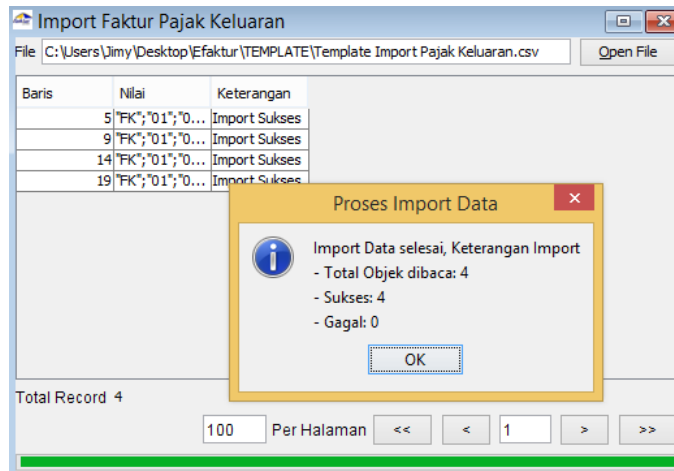 Import Faktur Pajak Keluaran
File C:\Users\Jimy\Desktop\Efaktur\TEMPLATE\Template Import Pajak Keluaran.csv Open File
Baris Nilai Keterangan
5 "FK";"01";"0... Import Sukses
9 "FK";"01";"0... Import Sukses
14 "FK";"01";"0... Import Sukses
19 "FK";"01";"0... Import Sukses
Proses Import Data
Import Data selesai, Keterangan Import
- Total Objek dibaca: 4
- Sukses: 4
- Gagal: 0
OK
Total Record 4
100 Per Halaman << < 1 > >>